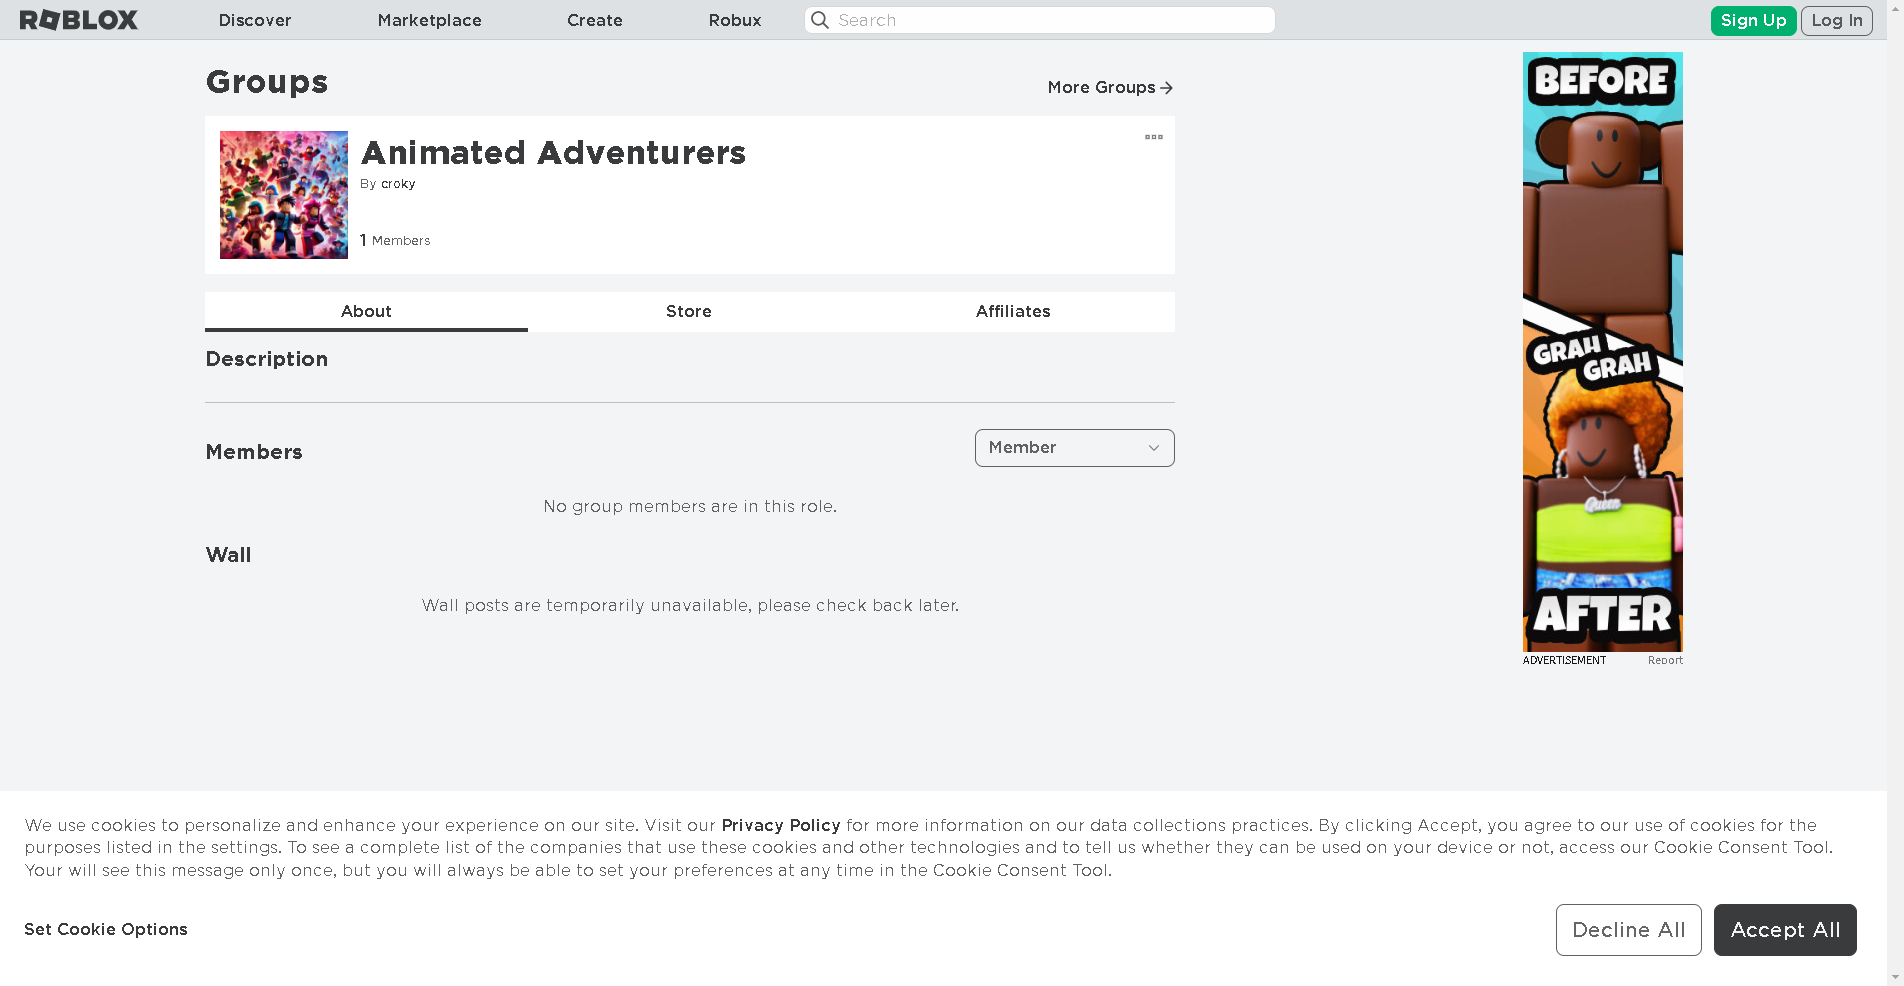 ROBLOX
Discover
Marketplace
Create
Robux
Search
Sign Up
Log In
Groups
More Groups
Animated Adventurers
By croky
1 Members
About
Store
Affiliates
Description
Members
Member
No group members are in this role.
Wall
Wall posts are temporarily unavailable, please check back later.
BEFORE
GRAH
GRAH
Queen
AFTER
ADVERTISEMENT
Report
We use cookies to personalize and enhance your experience on our site. Visit our Privacy Policy for more information on our data collections practices. By clicking Accept, you agree to our use of cookies for the
purposes listed in the settings. To see a complete list of the companies that use these cookies and other technologies and to tell us whether they can be used on your device or not, access our Cookie Consent Tool.
Your will see this message only once, but you will always be able to set your preferences at any time in the Cookie Consent Tool.
Set Cookie Options
Decline All
Accept All